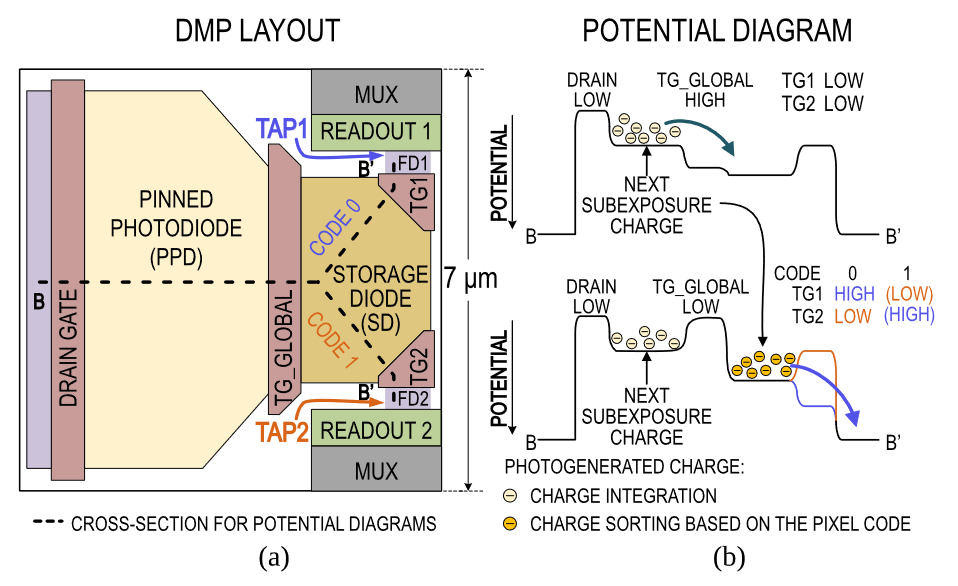 DMP LAYOUT
MUX
READOUT 1
TAP1
FD1
B'
TG1
PINNED
PHOTODIODE
(PPD)
CODE 0
B
DRAIN GATE
TG_GLOBAL
STORAGE
DIODE
(SD)
7 μm
CODE 1
TG2
B'
FD2
TAP2
READOUT 2
MUX
CROSS-SECTION FOR POTENTIAL DIAGRAMS
(a)
POTENTIAL DIAGRAM
DRAIN
LOW
TG_GLOBAL
HIGH
TG1 LOW
TG2 LOW
POTENTIAL
NEXT
SUBEXPOSURE
CHARGE
B
B'
CODE 0 1
TG1 HIGH (LOW)
TG2 LOW (HIGH)
DRAIN
LOW
TG_GLOBAL
LOW
POTENTIAL
NEXT
SUBEXPOSURE
CHARGE
B
B'
PHOTOGENERATED CHARGE:
CHARGE INTEGRATION
CHARGE SORTING BASED ON THE PIXEL CODE
(b)